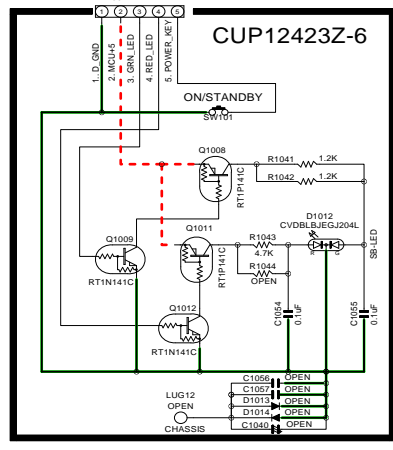 1 2 3 4 5
CUP12423Z-6
1. D_GND
2. MCU+5
3. GRN_LED
4. RED_LED
5. POWER_KEY
ON/STANDBY
SW101
Q1008
RT1P141C
R1041 1.2K
R1042 1.2K
D1012
CVDBLBJEGJ204L
R G
SB-LED
Q1009
RT1N141C
Q1011
RT1P141C
R1043
4.7K
R1044
OPEN
Q1012
RT1N141C
C1054
0.1uF
C1055
0.1uF
C1056 OPEN
C1057 OPEN
D1013 OPEN
D1014 OPEN
C1040 OPEN
LUG12
OPEN
CHASSIS